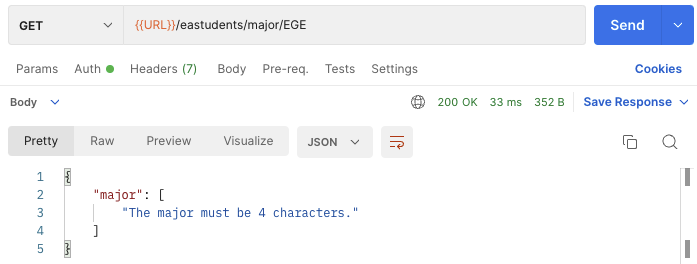 GET {{URL}}/eastudents/major/EGE Send
Params Auth Headers (7) Body Pre-req. Tests Settings Cookies
Body 200 OK 33 ms 352 B Save Response
Pretty Raw Preview Visualize JSON
1 {
2 "major": [
3 "The major must be 4 characters."
4 ]
5 }